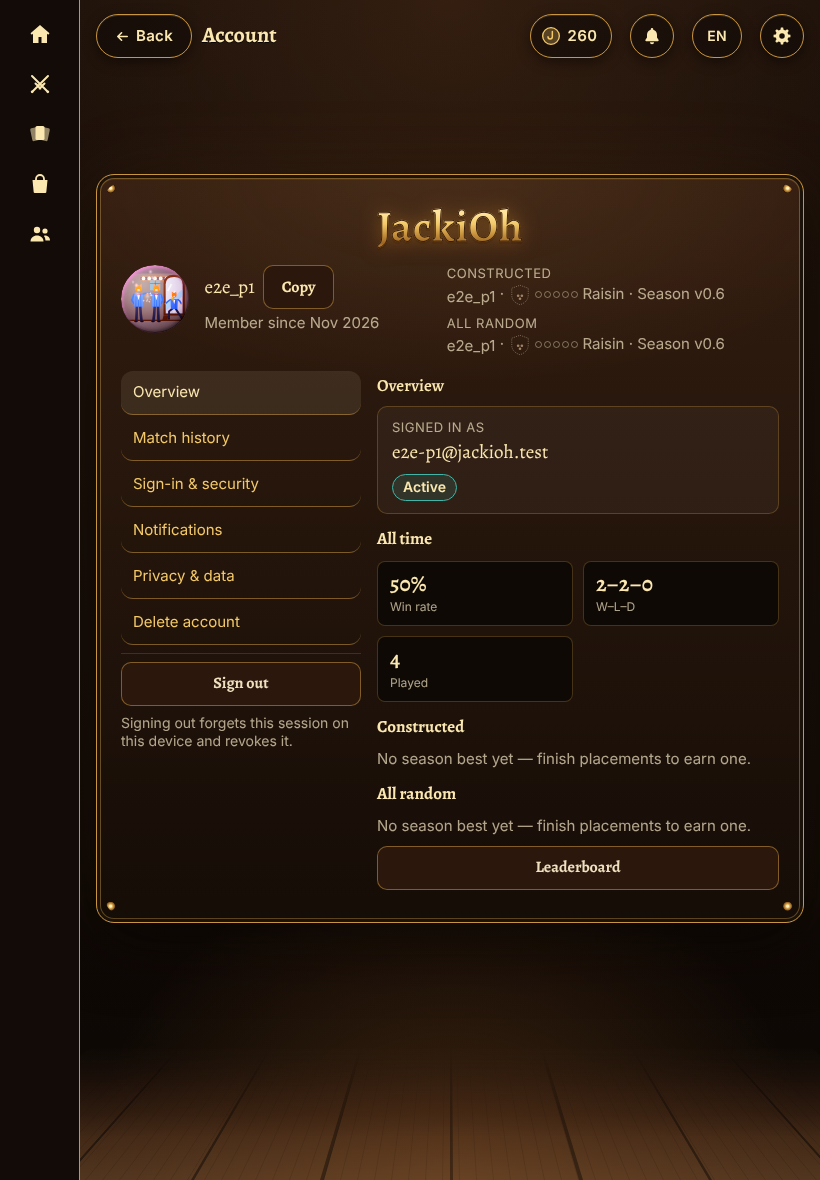 ← Back
Account
J 260
EN
JackiOh
e2e_p1
Copy
Member since Nov 2026
CONSTRUCTED
e2e_p1 · Raisin · Season v0.6
ALL RANDOM
e2e_p1 · Raisin · Season v0.6
Overview
Match history
Sign-in & security
Notifications
Privacy & data
Delete account
Sign out
Signing out forgets this session on
this device and revokes it.
Overview
SIGNED IN AS
e2e-p1@jackioh.test
Active
All time
50%
Win rate
2–2–0
W–L–D
4
Played
Constructed
No season best yet — finish placements to earn one.
All random
No season best yet — finish placements to earn one.
Leaderboard